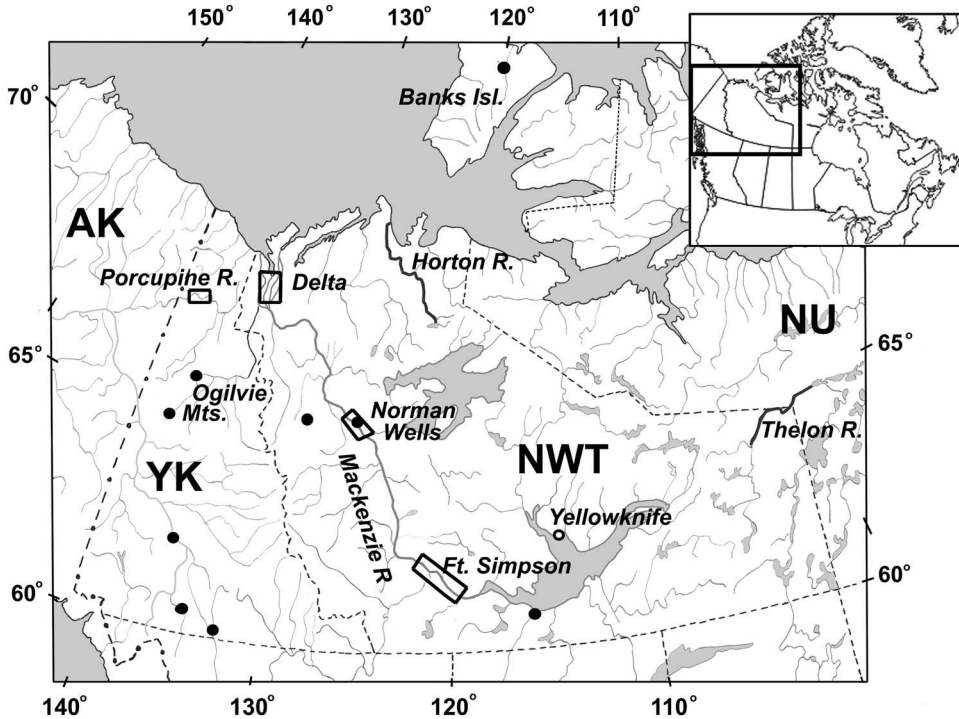 150° 140° 130° 120° 110°
70°
Banks Isl.
AK
Porcupihe R.
Delta
Horton R.
NU
65°
65°
Ogilvie
Mts.
Norman
Wells
Thelon R.
YK
Mackenzie R
NWT
Yellowknife
Ft. Simpson
60°
60°
140° 130° 120° 110°